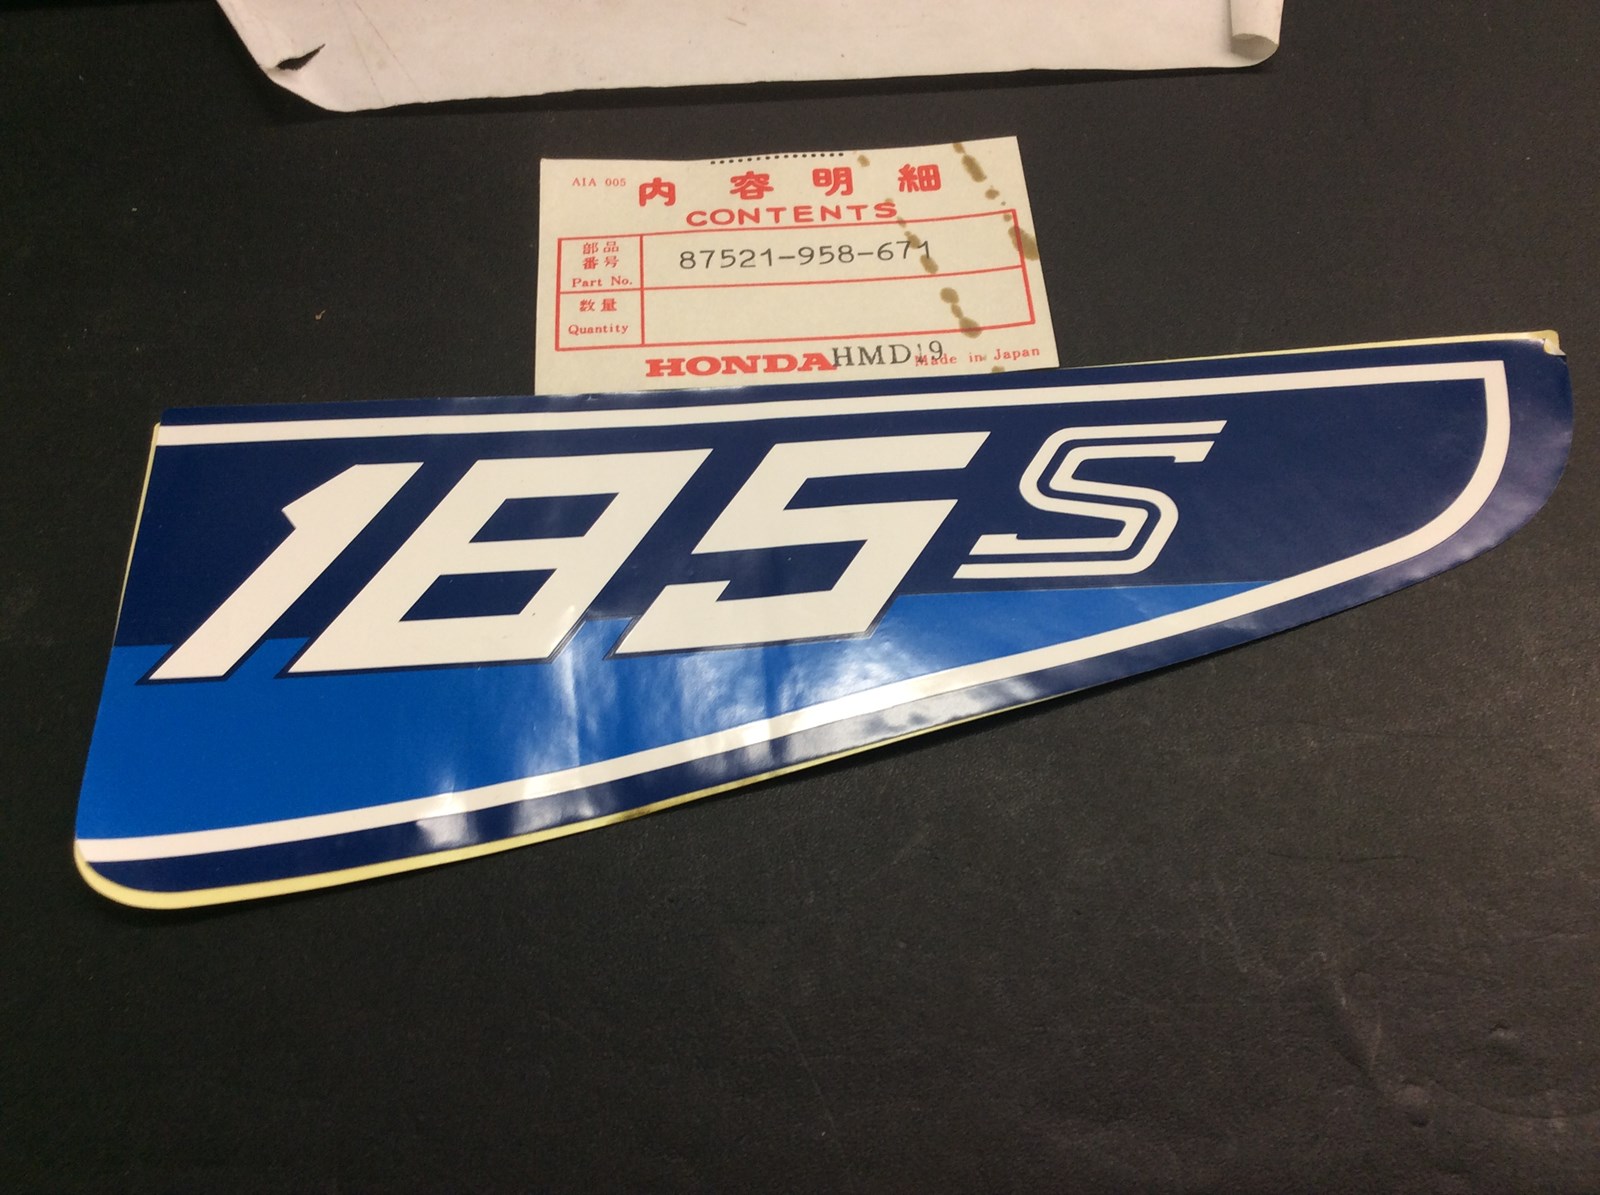 AIA 005
内容明細
CONTENTS
部品
番号
Part No.
87521-958-671
数量
Quantity
HONDA HMD19 Made in Japan
185 S